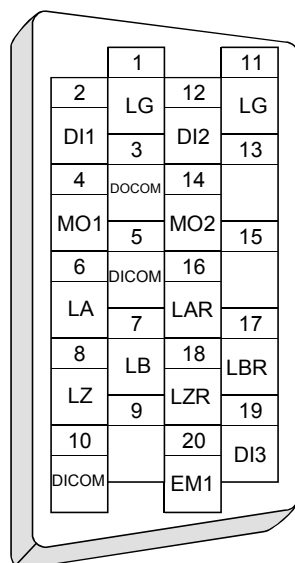 1 11
2 LG 12 LG
DI1 3 DI2 13
4 DOCOM 14
MO1 5 MO2 15
6 DICOM 16
LA 7 LAR 17
8 LB 18 LBR
LZ 9 LZR 19
10 20 DI3
DICOM EM1